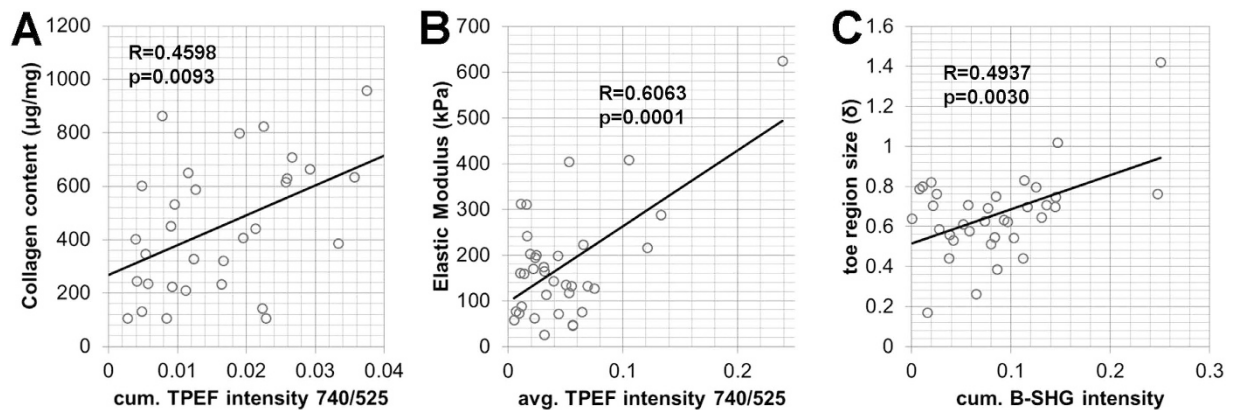 A
R=0.4598
p=0.0093
Collagen content (µg/mg)
1200
1000
800
600
400
200
0
0 0.01 0.02 0.03 0.04
cum. TPEF intensity 740/525
B
R=0.6063
p=0.0001
Elastic Modulus (kPa)
700
600
500
400
300
200
100
0
0 0.1 0.2
avg. TPEF intensity 740/525
C
R=0.4937
p=0.0030
toe region size (δ)
1.6
1.4
1.2
1
0.8
0.6
0.4
0.2
0
0 0.1 0.2 0.3
cum. B-SHG intensity